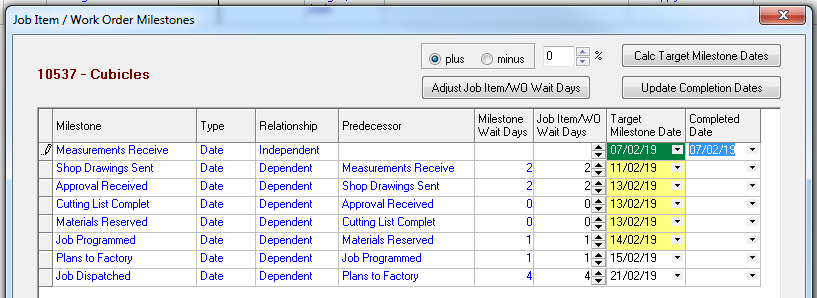 Job Item / Work Order Milestones
plus minus 0 % Calc Target Milestone Dates
10537 - Cubicles
Adjust Job Item/WO Wait Days Update Completion Dates
Milestone Type Relationship Predecessor Milestone Wait Days Job Item/WO Wait Days Target Milestone Date Completed Date
Measurements Receive Date Independent 07/02/19 07/02/19
Shop Drawings Sent Date Dependent Measurements Receive 2 2 11/02/19
Approval Received Date Dependent Shop Drawings Sent 2 2 13/02/19
Cutting List Complet Date Dependent Approval Received 0 0 13/02/19
Materials Reserved Date Dependent Cutting List Complet 0 0 13/02/19
Job Programmed Date Dependent Materials Reserved 1 1 14/02/19
Plans to Factory Date Dependent Job Programmed 1 1 15/02/19
Job Dispatched Date Dependent Plans to Factory 4 4 21/02/19